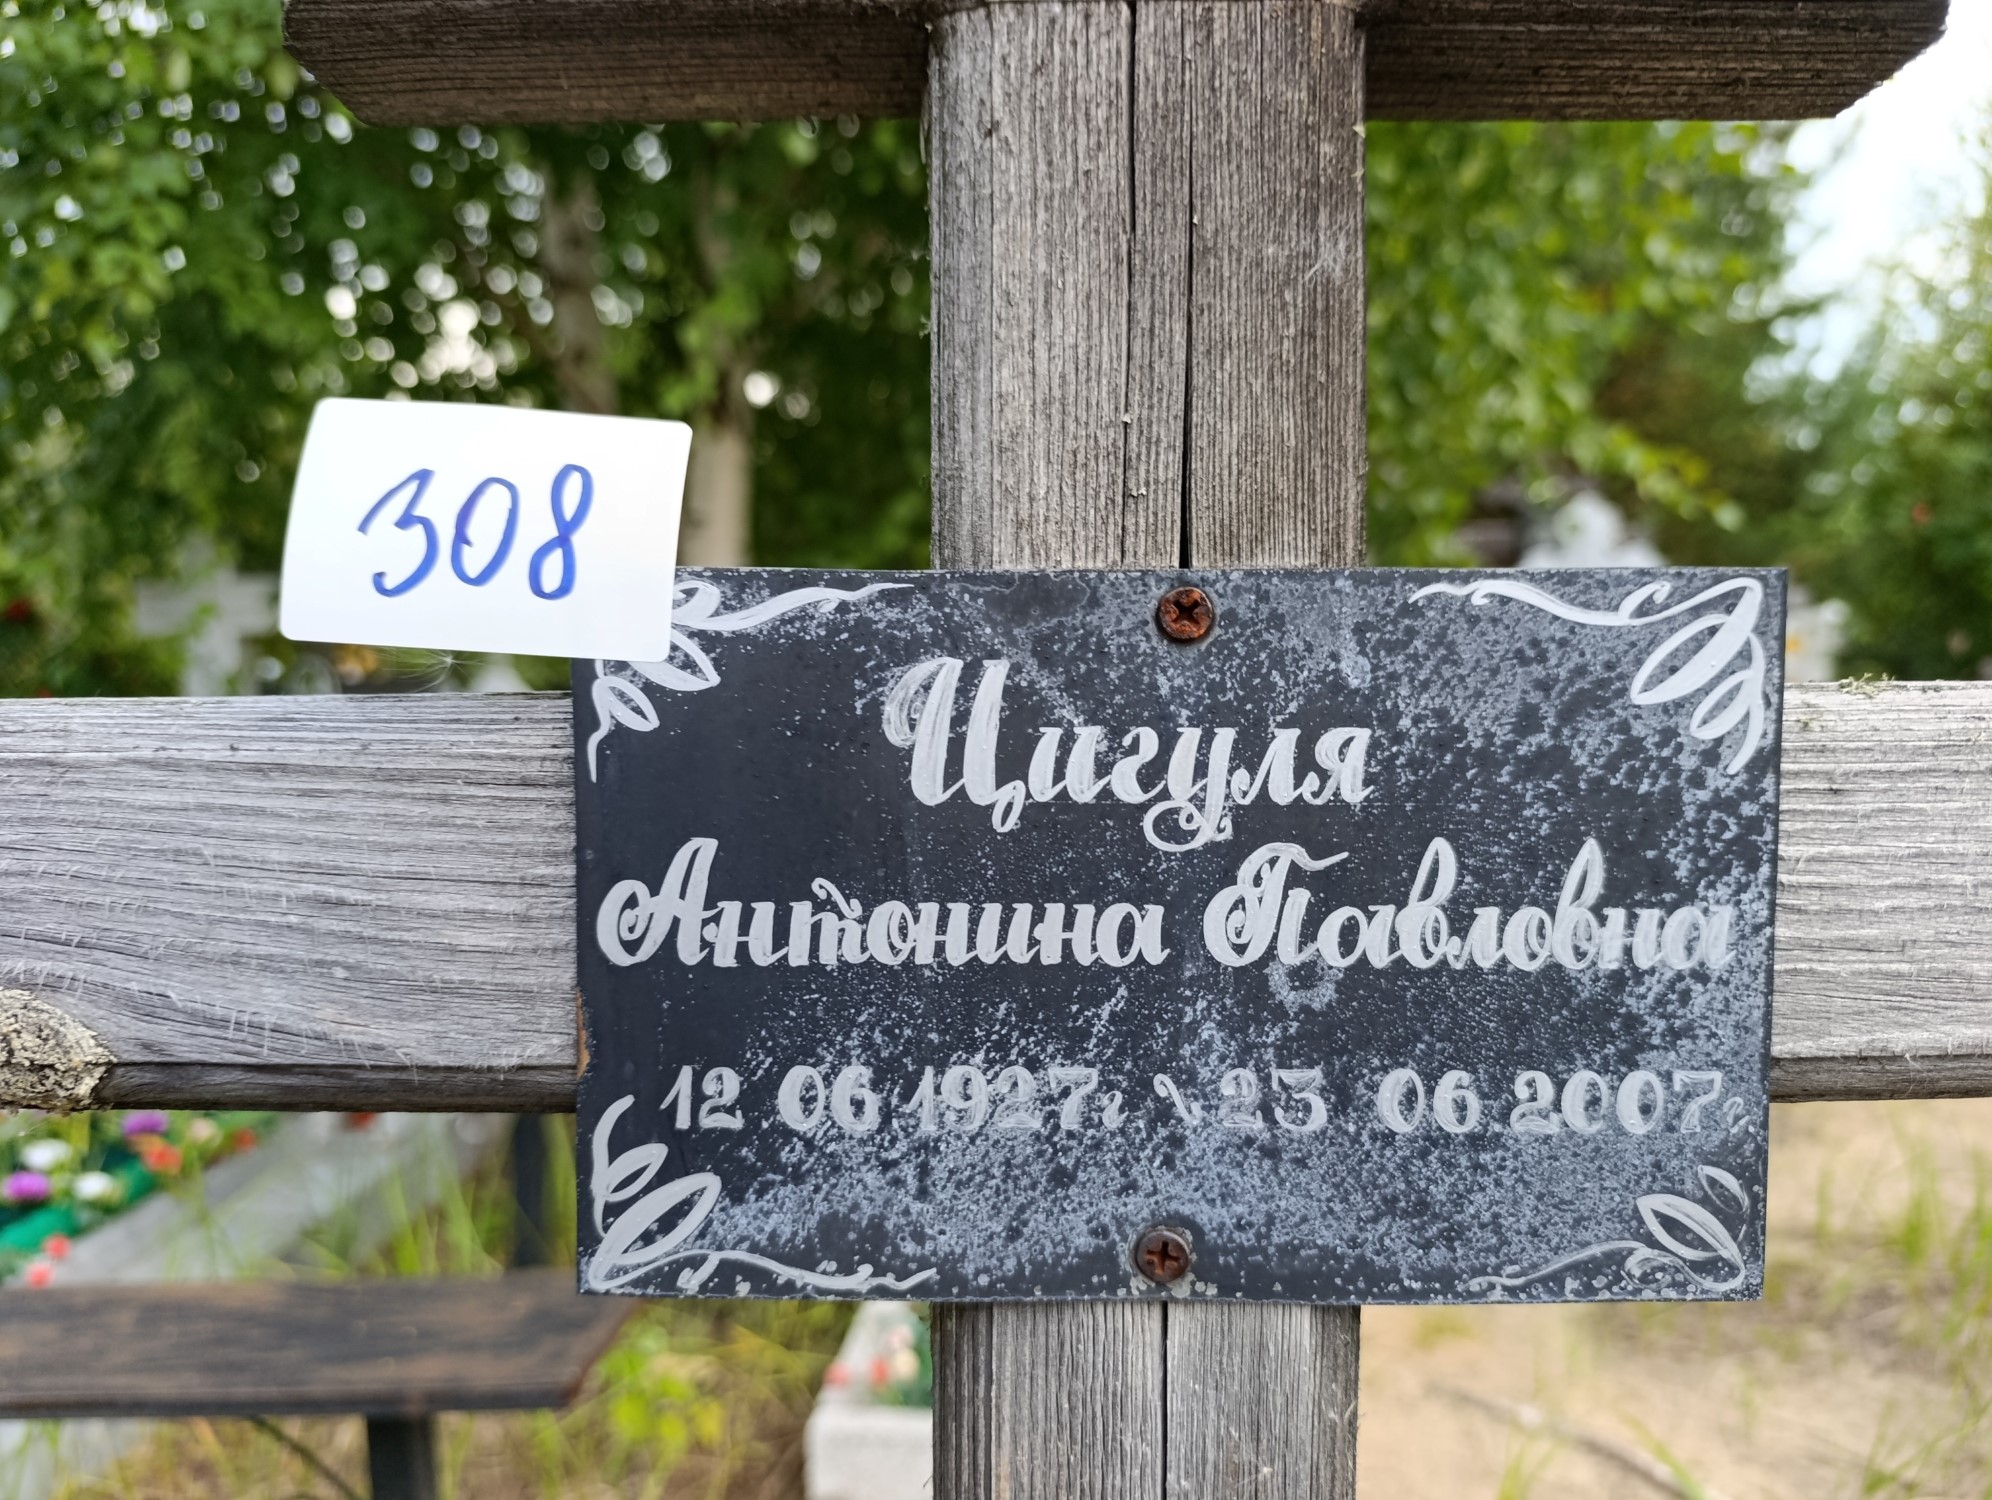 308
Цигуля
Антонина Павловна
12 06 1927г \ 23 06 2007г